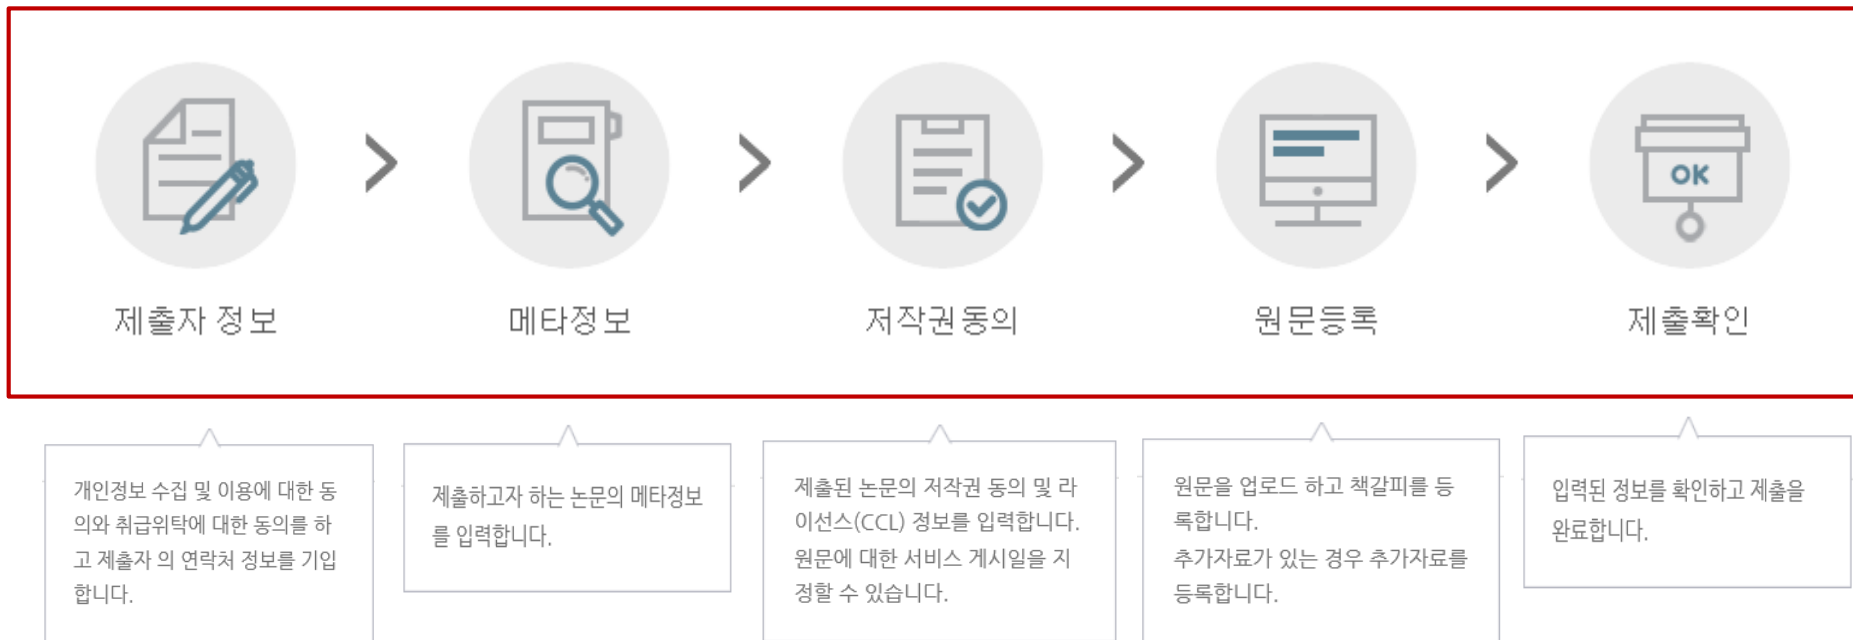 OK
제출자 정보
메타정보
저작권동의
원문등록
제출확인
개인정보 수집 및 이용에 대한 동
의와 취급위탁에 대한 동의를 하
고 제출자 의 연락처 정보를 기입
합니다.
제출하고자 하는 논문의 메타정보
를 입력합니다.
제출된 논문의 저작권 동의 및 라
이선스(CCL) 정보를 입력합니다.
원문에 대한 서비스 게시일을 지
정할 수 있습니다.
원문을 업로드 하고 책갈피를 등
록합니다.
추가자료가 있는 경우 추가자료를
등록합니다.
입력된 정보를 확인하고 제출을
완료합니다.